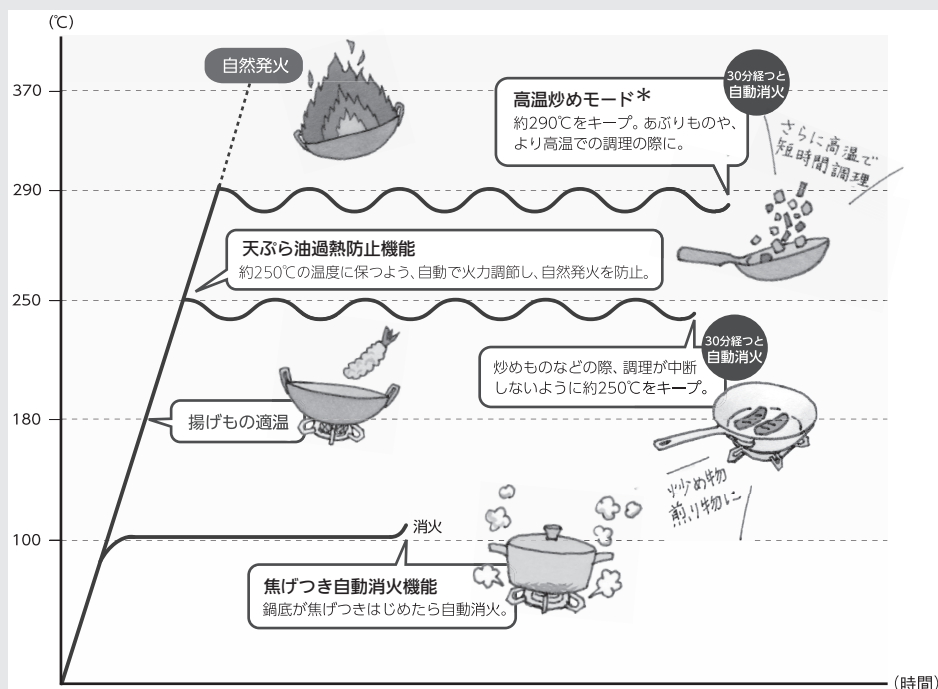 (℃)
自然発火
370
30分経つと
自動消火
高温炒めモード＊
約290℃をキープ。あぶりものや、
より高温での調理の際に。
さらに高温で
短時間調理
290
天ぷら油過熱防止機能
約250℃の温度に保つよう、自動で火力調節し、自然発火を防止。
250
30分経つと
自動消火
炒めものなどの際、調理が中断
しないように約250℃をキープ。
180
揚げもの適温
炒め物
煎り物に
100
消火
焦げつき自動消火機能
鍋底が焦げつきはじめたら自動消火。
(時間)